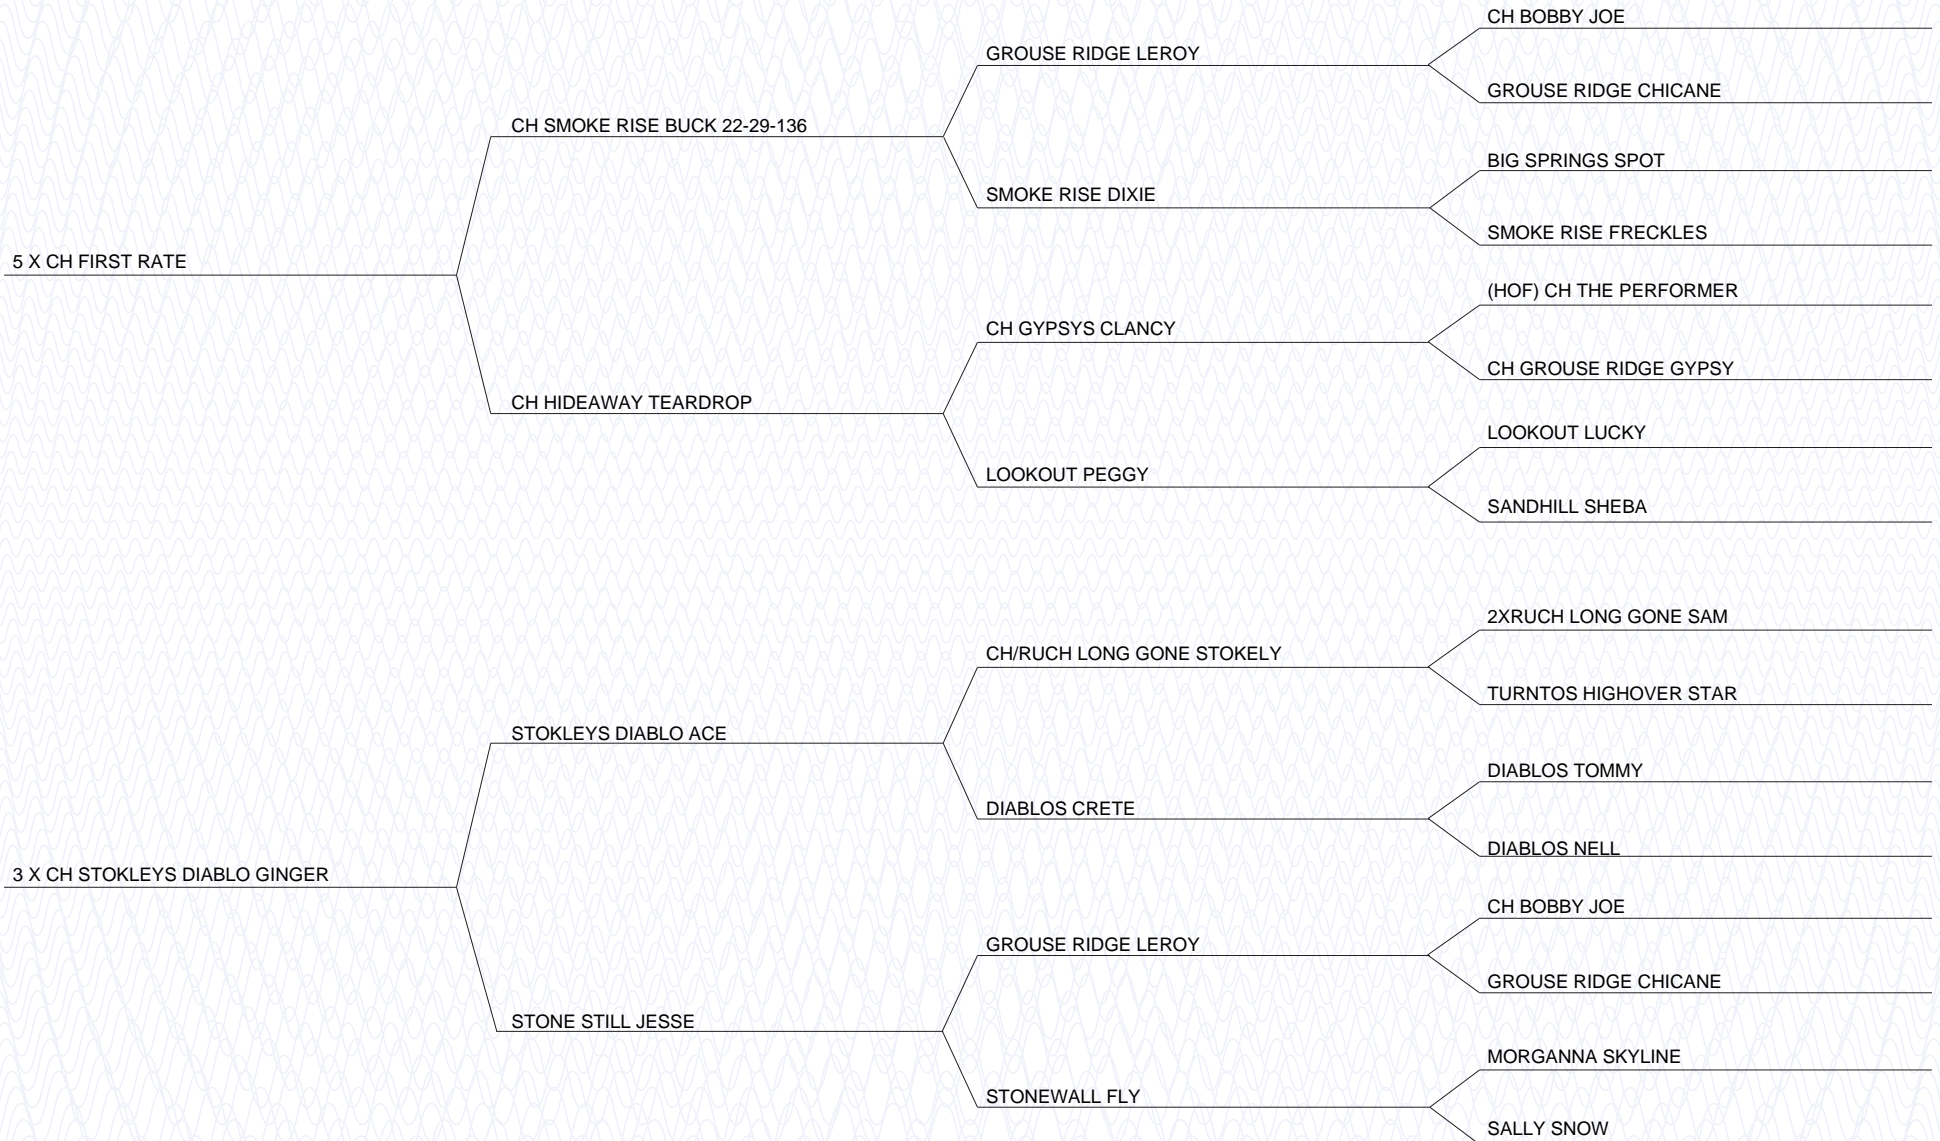 CH BOBBY JOE
GROUSE RIDGE LEROY
GROUSE RIDGE CHICANE
CH SMOKE RISE BUCK 22-29-136
BIG SPRINGS SPOT
SMOKE RISE DIXIE
SMOKE RISE FRECKLES
5 X CH FIRST RATE
(HOF) CH THE PERFORMER
CH GYPSYS CLANCY
CH GROUSE RIDGE GYPSY
CH HIDEAWAY TEARDROP
LOOKOUT LUCKY
LOOKOUT PEGGY
SANDHILL SHEBA
2XRUCH LONG GONE SAM
CH/RUCH LONG GONE STOKELY
TURNTOS HIGHOVER STAR
STOKLEYS DIABLO ACE
DIABLOS TOMMY
DIABLOS CRETE
DIABLOS NELL
3 X CH STOKLEYS DIABLO GINGER
CH BOBBY JOE
GROUSE RIDGE LEROY
GROUSE RIDGE CHICANE
STONE STILL JESSE
MORGANNA SKYLINE
STONEWALL FLY
SALLY SNOW